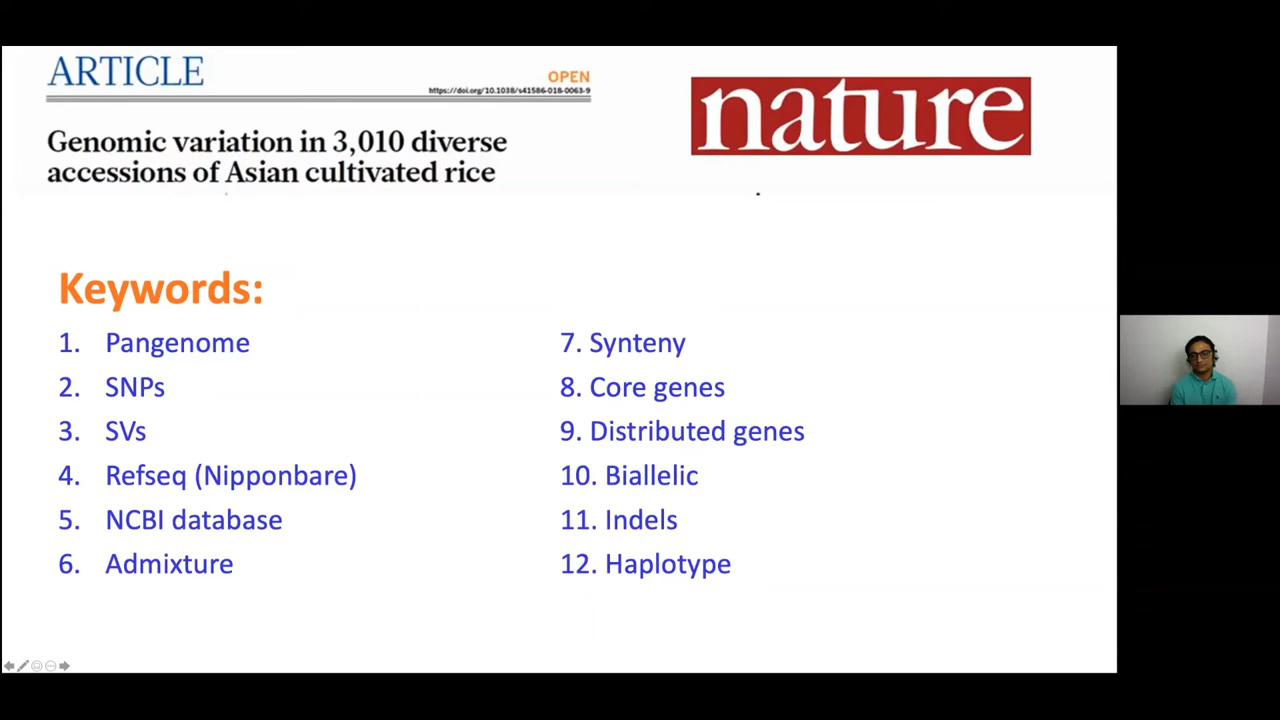 ARTICLE
OPEN
https://doi.org/10.1038/s41586-018-0063-9
nature
Genomic variation in 3,010 diverse
accessions of Asian cultivated rice
Keywords:
1. Pangenome
2. SNPs
3. SVs
4. Refseq (Nipponbare)
5. NCBI database
6. Admixture
7. Synteny
8. Core genes
9. Distributed genes
10. Biallelic
11. Indels
12. Haplotype